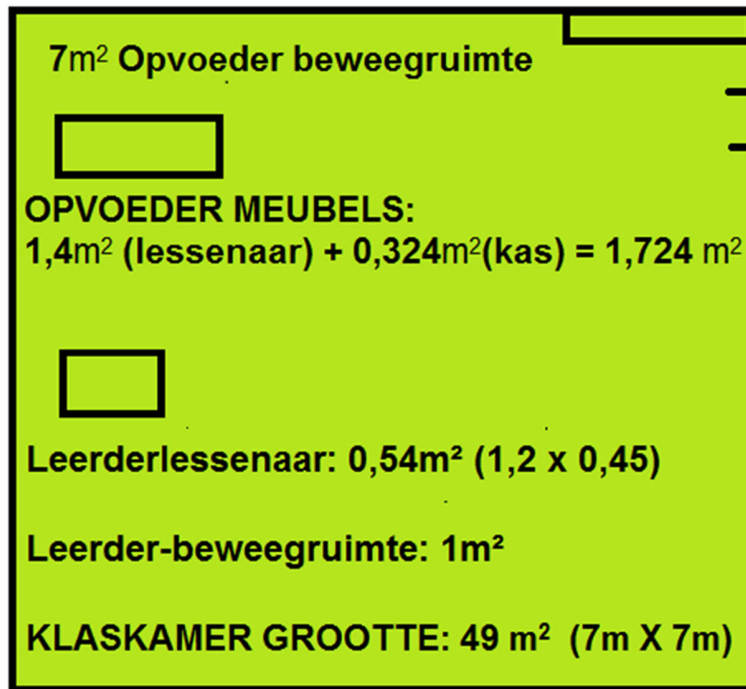 7m² Opvoeder beweegruimte
OPVOEDER MEUBELS:
1,4m² (lessenaar) + 0,324m²(kas) = 1,724 m²
Leerderlessenaar: 0,54m² (1,2 x 0,45)
Leerder-beweegruimte: 1m²
KLASKAMER GROOTTE: 49 m² (7m X 7m)